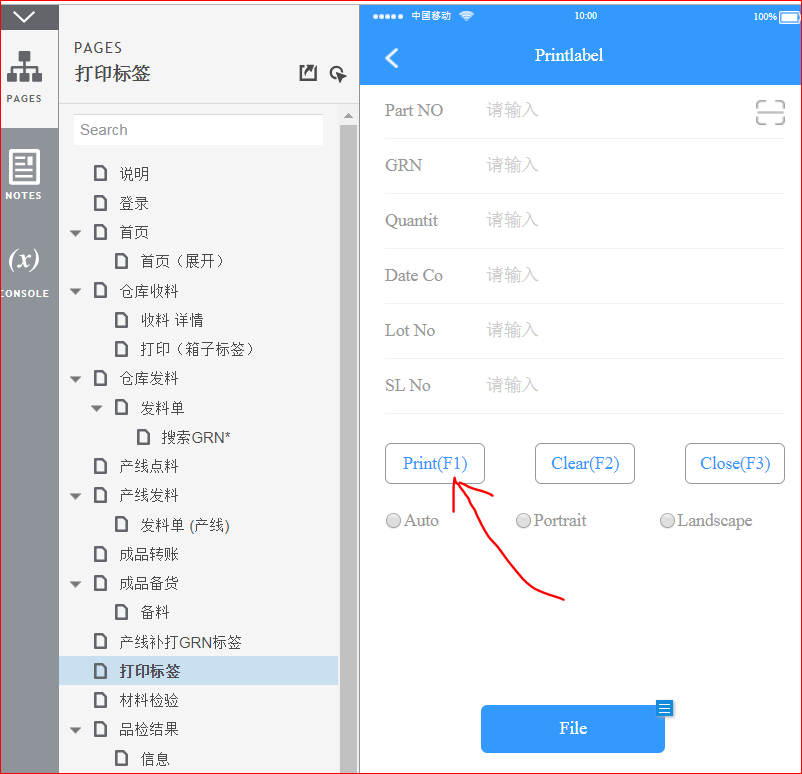 PAGES
NOTES
(x)
CONSOLE
PAGES
打印标签
Search
说明
登录
首页
首页（展开）
仓库收料
收料 详情
打印（箱子标签）
仓库发料
发料单
搜索GRN*
产线点料
产线发料
发料单 (产线)
成品转账
成品备货
备料
产线补打GRN标签
打印标签
材料检验
品检结果
信息
中國移动 10:00 100%
Printlabel
Part NO 请输入
GRN 请输入
Quantit 请输入
Date Co 请输入
Lot No 请输入
SL No 请输入
Print(F1) Clear(F2) Close(F3)
Auto Portrait Landscape
File